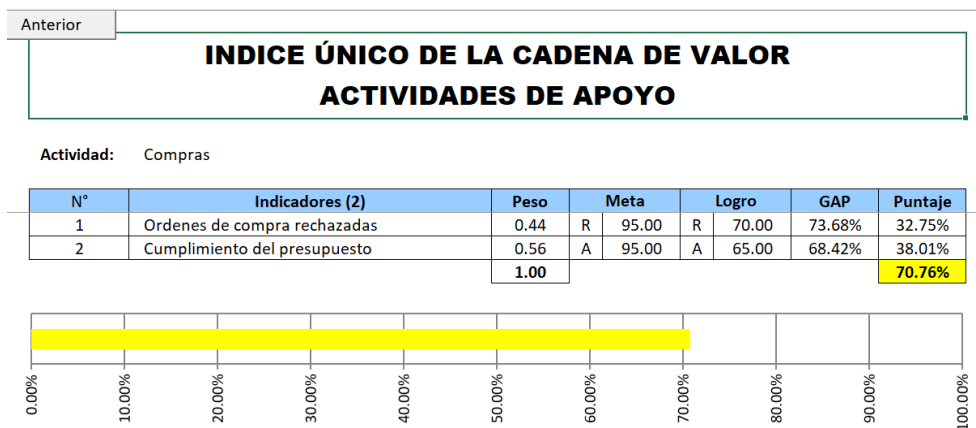 Anterior
INDICE ÚNICO DE LA CADENA DE VALOR
ACTIVIDADES DE APOYO
Actividad: Compras
N° Indicadores (2) Peso Meta Logro GAP Puntaje
1 Ordenes de compra rechazadas 0.44 R 95.00 R 70.00 73.68% 32.75%
2 Cumplimiento del presupuesto 0.56 A 95.00 A 65.00 68.42% 38.01%
1.00 70.76%
0.00% 10.00% 20.00% 30.00% 40.00% 50.00% 60.00% 70.00% 80.00% 90.00% 100.00%